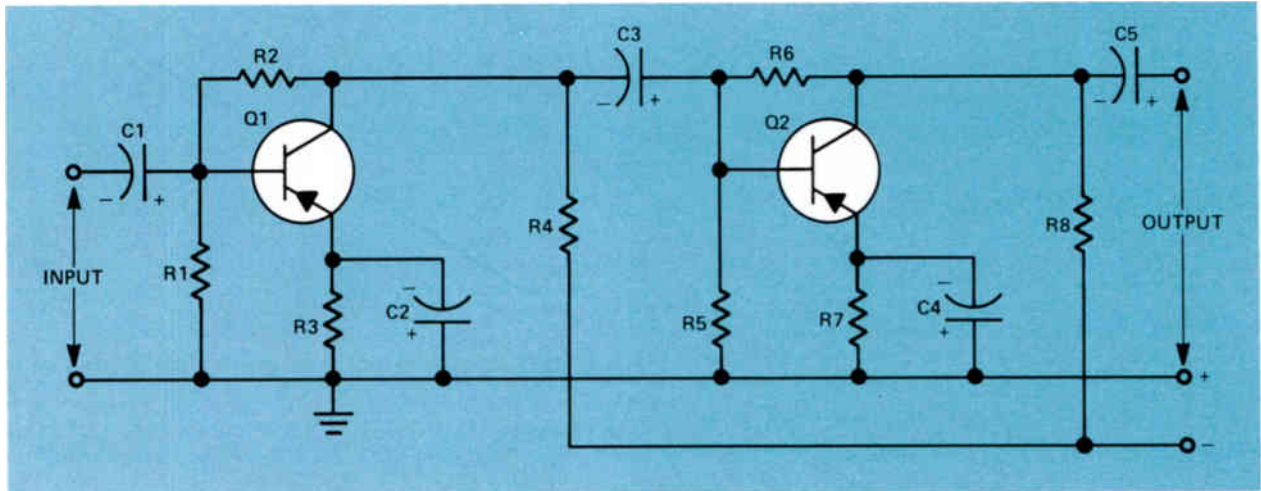 C3
C5
R2
R6
Q1
Q2
C1
−
+
−
+
−
+
INPUT
R1
R3
C2
−
+
R4
R5
R7
C4
−
+
R8
OUTPUT
+
−